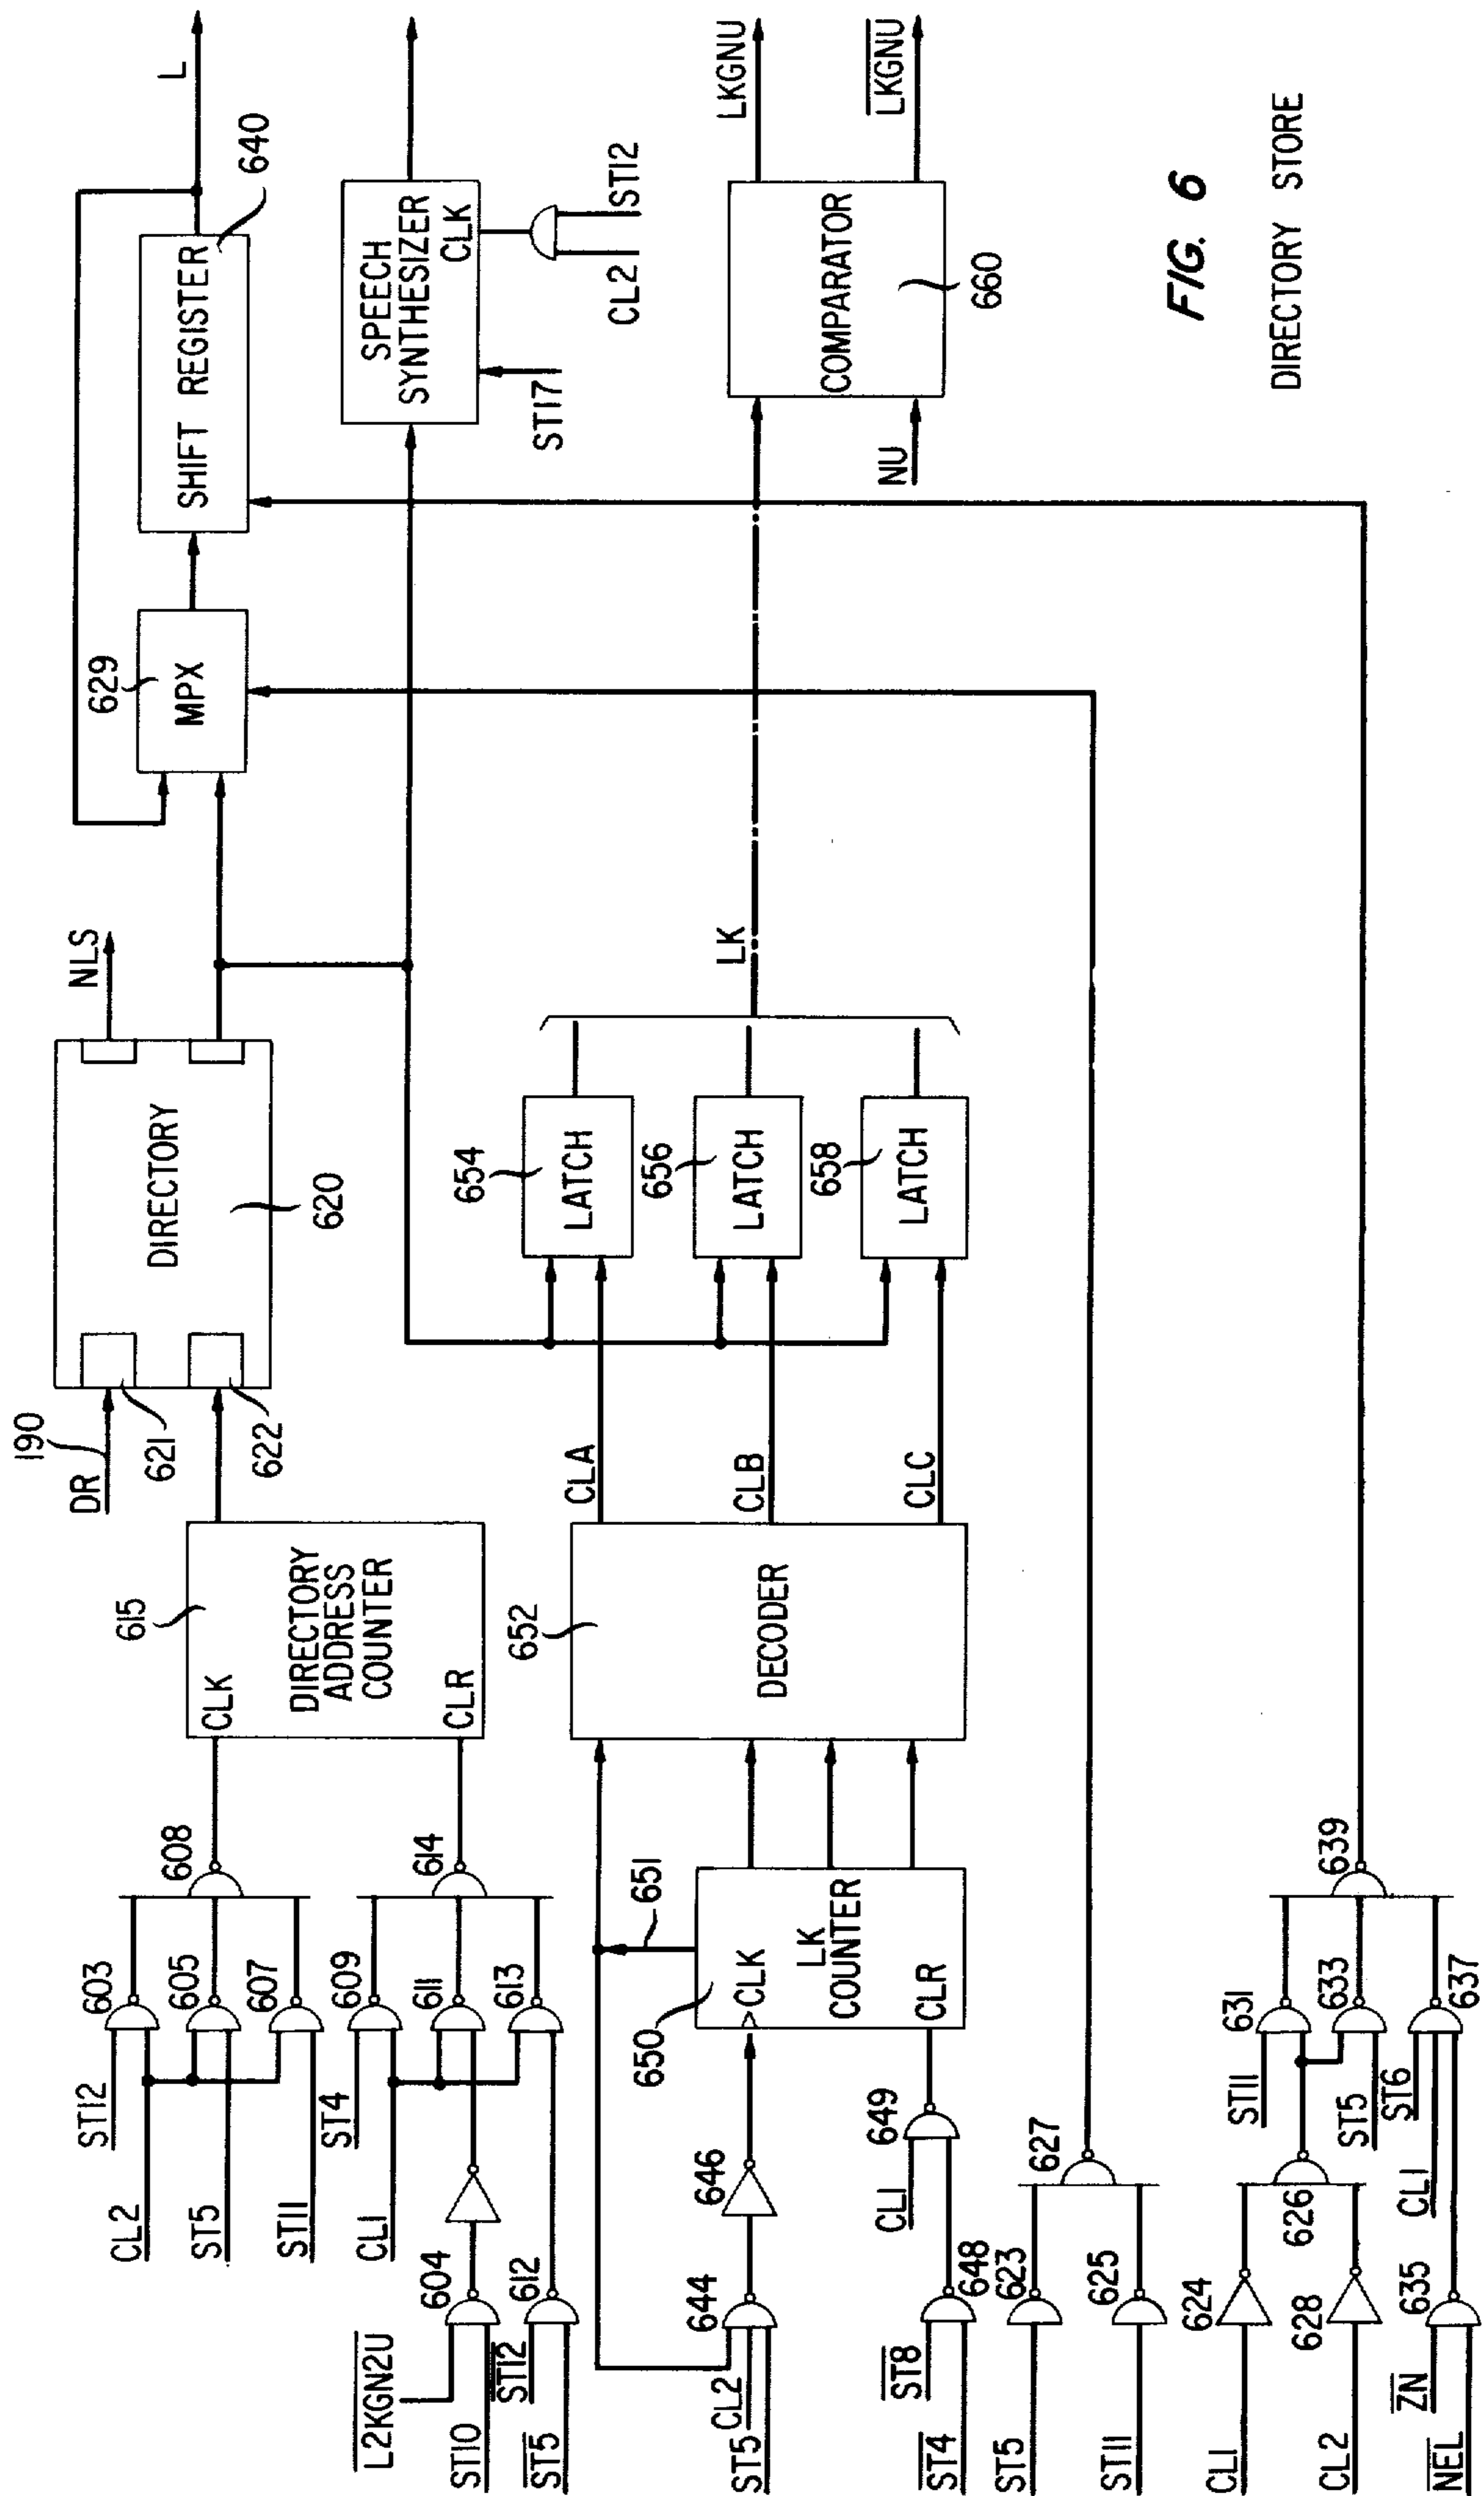 190
DR
NLS
L
621
622
DIRECTORY
620
629
MPX
SHIFT REGISTER
640
615
CLK
DIRECTORY
ADDRESS
COUNTER
CLR
ST12
603
CL2
605
ST5
607
ST11
608
ST4
609
CL1
611
613
614
L2KGN2U
604
ST10
ST12
612
ST5
SPEECH
SYNTHESIZER
CLK
ST17
CL2
ST12
652
DECODER
CLA
CLB
CLC
654
LATCH
656
LATCH
658
LATCH
LK
COMPARATOR
660
NU
LKGNU
LKGNU
644
CL2
ST5
646
650
CLK
LK
COUNTER
CLR
651
649
CL1
ST8
ST4
648
ST5
623
ST11
625
627
CL1
624
CL2
628
626
ST11
631
ST5
633
ST6
CL1
637
639
ZN
NEL
635
FIG. 6
DIRECTORY STORE